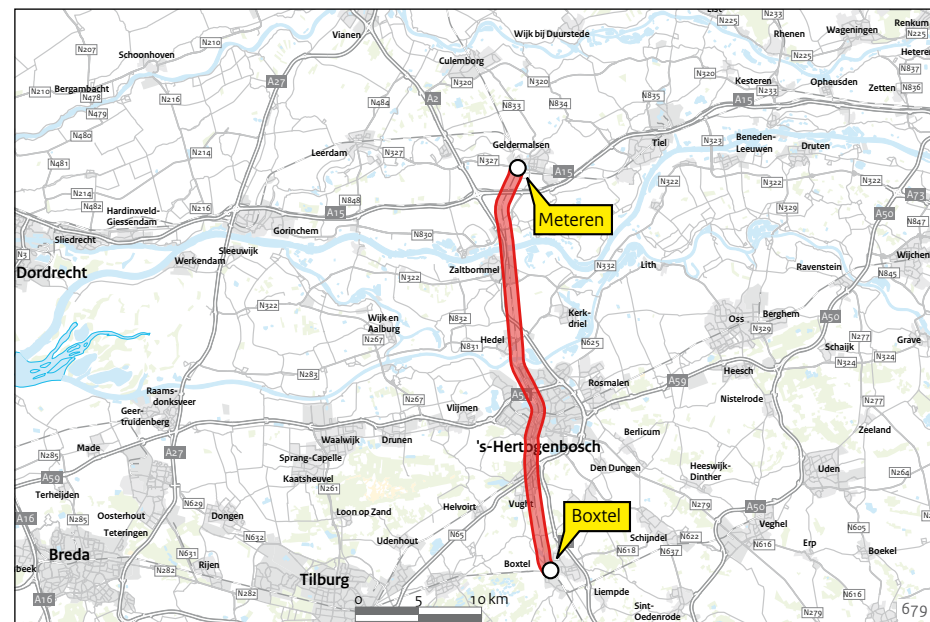 N207
N210
Schoonhoven
Vianen
Wijk bij Duurstede
N225
N233
Rhenen
Wageningen
Renkum
N225
N225
Heteren
Culemborg
N210
Bergambacht
N478
N479
N216
A27
N484
A2
N320
N320
N320
Kesteren
N233
Opheusden
N837
Zetten
N836
N833
N834
N835
A15
A15
N480
N214
Leerdam
N327
Geldermalsen
N327
A15
Tiel
N323
Beneden-
Leeuwen
Druten
N481
N214
N482
Hardinxveld-
Giessendam
N216
N848
A15
Gorinchem
N830
Meteren
N322
N322
N329
A73
A50
N847
N3
Sliedrecht
Dordrecht
Werkendam
Sleeuwijk
Zaltbommel
N322
N332
Lith
Ravenstein
Wijchen
N845
N322
Wijk en
Aalburg
N267
N832
N831
Hedel
Kerk-
driel
N625
Oss
Berghem
N329
A50
N277
Schaijk
N324
N324
Grave
N283
Raams-
donksveer
Geer-
truidenberg
N267
Vlijmen
Rosmalen
A59
Heesch
Nistelrode
N277
Made
N285
A27
Waalwijk
Drunen
's-Hertogenbosch
Berlicum
Zeeland
A59
Terheijden
Sprang-Capelle
Kaatsheuvel
N261
Den Dungen
Heeswijk-
Dinther
Uden
N264
A16
N285
Oosterhout
Teteringen
N629
Dongen
Loon op Zand
Helvoirt
Vught
N279
A50
Veghel
N605
Boxtel
N632
Udenhout
N65
Schijndel
N622
N618
N637
N616
Erp
Boekel
Breda
N631
Rijen
N282
N282
Tilburg
Boxtel
Liempde
Sint-
Oedenrode
N279
N616
A16
0 5 10 km
679